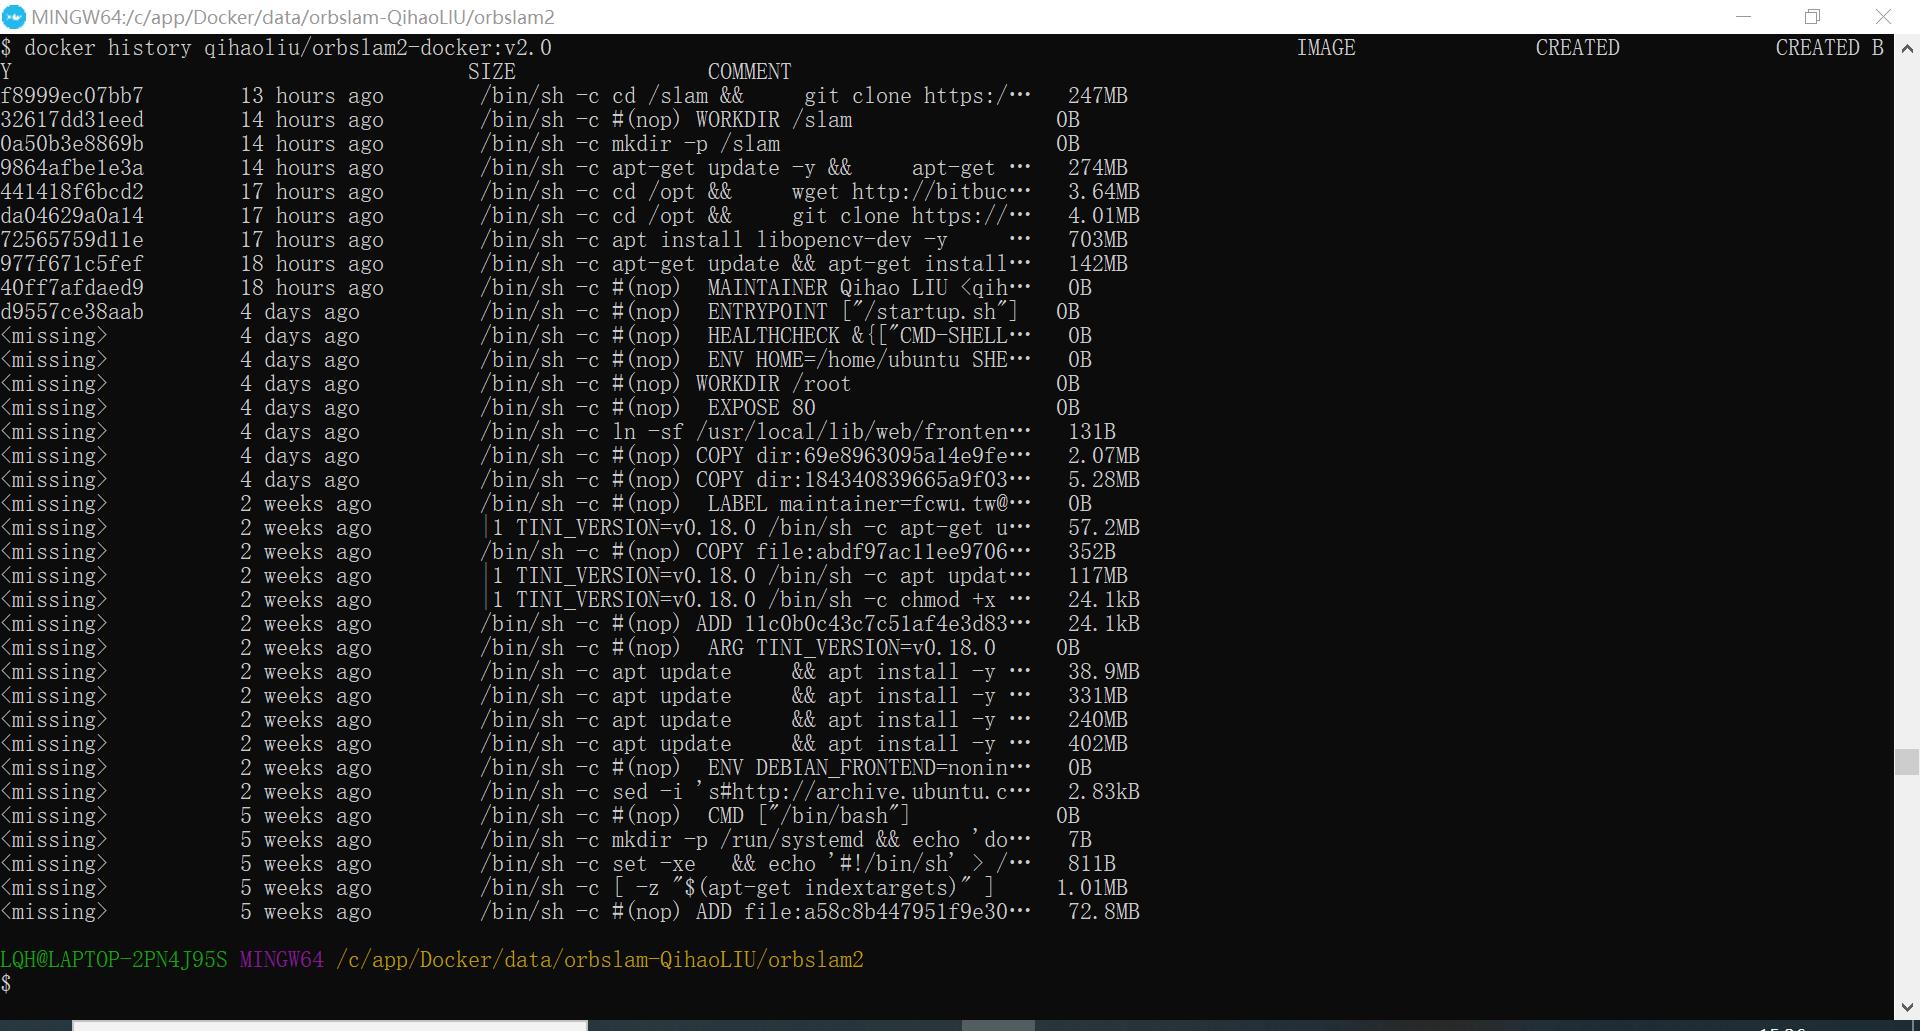 MINGW64:/c/app/Docker/data/orbslam-QihaoLIU/orbslam2
$ docker history qihaoliu/orbslam2-docker:v2.0 IMAGE CREATED CREATED B
Y SIZE COMMENT
f8999ec07bb7 13 hours ago /bin/sh -c cd /slam && git clone https:/… 247MB
32617dd31eed 14 hours ago /bin/sh -c #(nop) WORKDIR /slam 0B
0a50b3e8869b 14 hours ago /bin/sh -c mkdir -p /slam 0B
9864afbe1e3a 14 hours ago /bin/sh -c apt-get update -y && apt-get … 274MB
441418f6bcd2 17 hours ago /bin/sh -c cd /opt && wget http://bitbuc… 3.64MB
da04629a0a14 17 hours ago /bin/sh -c cd /opt && git clone https://… 4.01MB
72565759d11e 17 hours ago /bin/sh -c apt install libopencv-dev -y … 703MB
977f671c5fef 18 hours ago /bin/sh -c apt-get update && apt-get install… 142MB
40ff7afdaed9 18 hours ago /bin/sh -c #(nop) MAINTAINER Qihao LIU <qih… 0B
d9557ce38aab 4 days ago /bin/sh -c #(nop) ENTRYPOINT ["/startup.sh"] 0B
<missing> 4 days ago /bin/sh -c #(nop) HEALTHCHECK &{["CMD-SHELL… 0B
<missing> 4 days ago /bin/sh -c #(nop) ENV HOME=/home/ubuntu SHE… 0B
<missing> 4 days ago /bin/sh -c #(nop) WORKDIR /root 0B
<missing> 4 days ago /bin/sh -c #(nop) EXPOSE 80 0B
<missing> 4 days ago /bin/sh -c ln -sf /usr/local/lib/web/fronten… 131B
<missing> 4 days ago /bin/sh -c #(nop) COPY dir:69e8963095a14e9fe… 2.07MB
<missing> 4 days ago /bin/sh -c #(nop) COPY dir:184340839665a9f03… 5.28MB
<missing> 2 weeks ago /bin/sh -c #(nop) LABEL maintainer=fcwu.tw@… 0B
<missing> 2 weeks ago |1 TINI_VERSION=v0.18.0 /bin/sh -c apt-get u… 57.2MB
<missing> 2 weeks ago /bin/sh -c #(nop) COPY file:abdf97ac11ee9706… 352B
<missing> 2 weeks ago |1 TINI_VERSION=v0.18.0 /bin/sh -c apt updat… 117MB
<missing> 2 weeks ago |1 TINI_VERSION=v0.18.0 /bin/sh -c chmod +x … 24.1kB
<missing> 2 weeks ago /bin/sh -c #(nop) ADD 11c0b0c43c7c51af4e3d83… 24.1kB
<missing> 2 weeks ago /bin/sh -c #(nop) ARG TINI_VERSION=v0.18.0 0B
<missing> 2 weeks ago /bin/sh -c apt update && apt install -y … 38.9MB
<missing> 2 weeks ago /bin/sh -c apt update && apt install -y … 331MB
<missing> 2 weeks ago /bin/sh -c apt update && apt install -y … 240MB
<missing> 2 weeks ago /bin/sh -c apt update && apt install -y … 402MB
<missing> 2 weeks ago /bin/sh -c #(nop) ENV DEBIAN_FRONTEND=nonin… 0B
<missing> 2 weeks ago /bin/sh -c sed -i 's#http://archive.ubuntu.c… 2.83kB
<missing> 5 weeks ago /bin/sh -c #(nop) CMD ["/bin/bash"] 0B
<missing> 5 weeks ago /bin/sh -c mkdir -p /run/systemd && echo 'do… 7B
<missing> 5 weeks ago /bin/sh -c set -xe && echo '#!/bin/sh' > /… 811B
<missing> 5 weeks ago /bin/sh -c [ -z "$(apt-get indextargets)" ] 1.01MB
<missing> 5 weeks ago /bin/sh -c #(nop) ADD file:a58c8b447951f9e30… 72.8MB
LQH@LAPTOP-2PN4J95S MINGW64 /c/app/Docker/data/orbslam-QihaoLIU/orbslam2
$